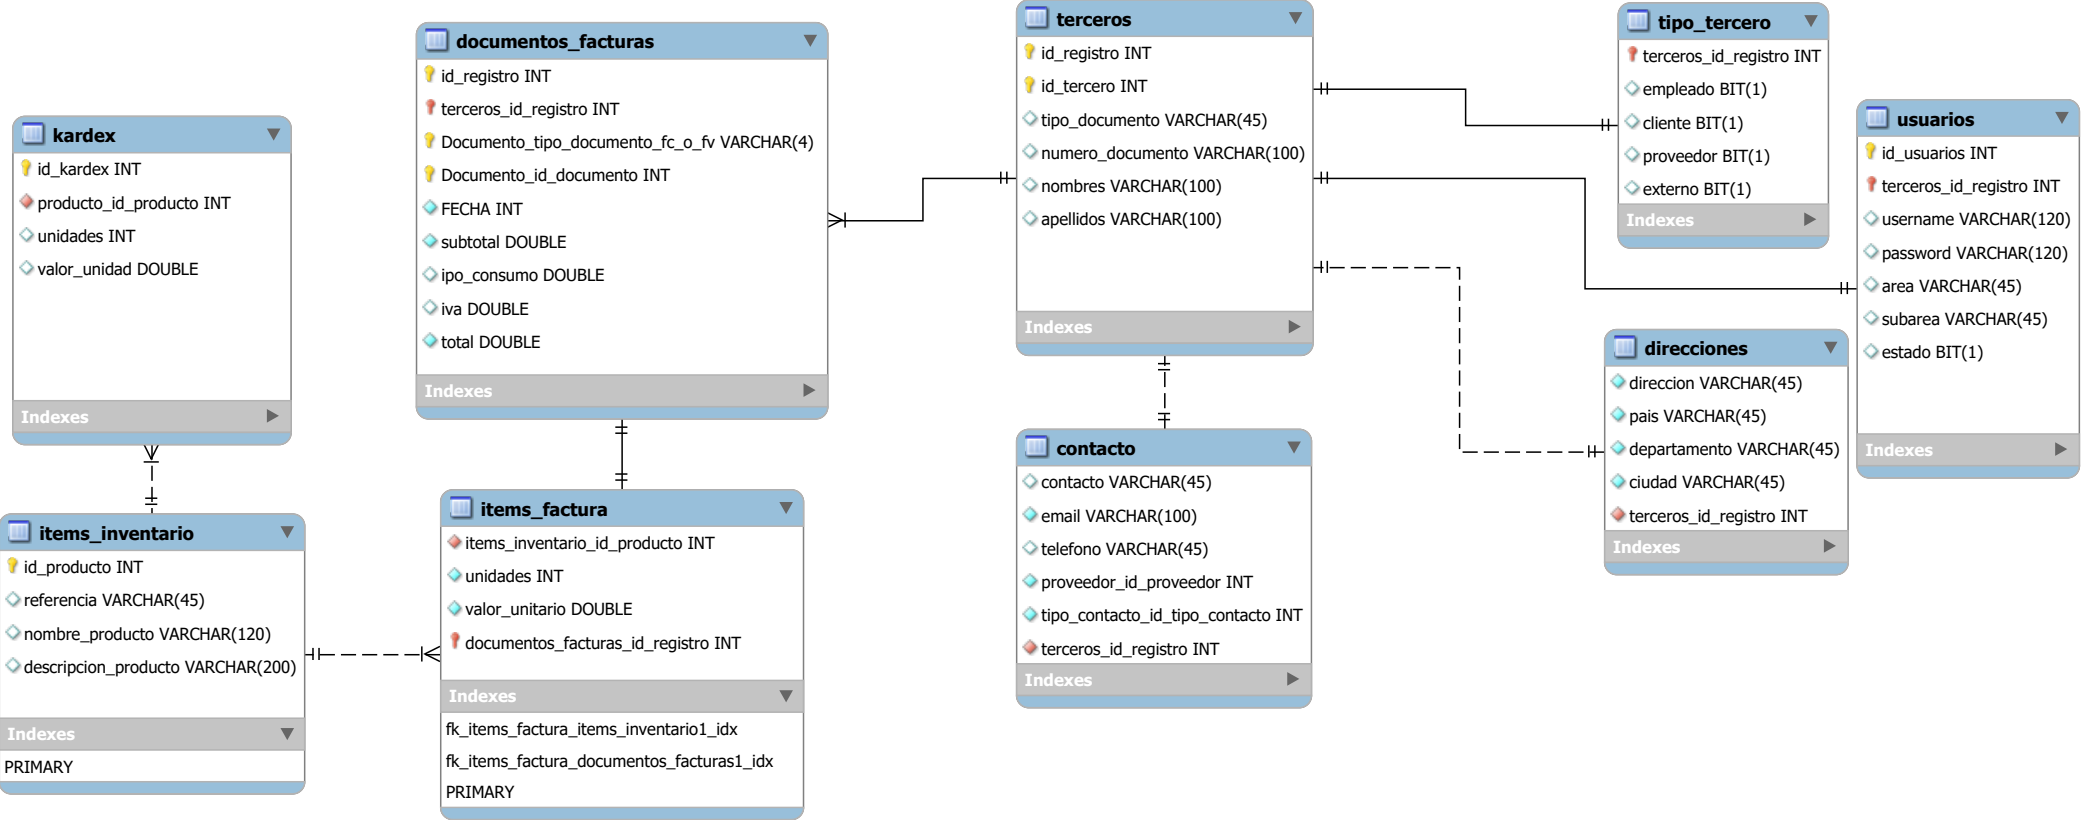 kardex
id_kardex INT
producto_id_producto INT
unidades INT
valor_unidad DOUBLE
Indexes
items_inventario
id_producto INT
referencia VARCHAR(45)
nombre_producto VARCHAR(120)
descripcion_producto VARCHAR(200)
Indexes
PRIMARY
documentos_facturas
id_registro INT
terceros_id_registro INT
Documento_tipo_documento_fc_o_fv VARCHAR(4)
Documento_id_documento INT
FECHA INT
subtotal DOUBLE
ipo_consumo DOUBLE
iva DOUBLE
total DOUBLE
Indexes
items_factura
items_inventario_id_producto INT
unidades INT
valor_unitario DOUBLE
documentos_facturas_id_registro INT
Indexes
fk_items_factura_items_inventario1_idx
fk_items_factura_documentos_facturas1_idx
PRIMARY
terceros
id_registro INT
id_tercero INT
tipo_documento VARCHAR(45)
numero_documento VARCHAR(100)
nombres VARCHAR(100)
apellidos VARCHAR(100)
Indexes
contacto
contacto VARCHAR(45)
email VARCHAR(100)
telefono VARCHAR(45)
proveedor_id_proveedor INT
tipo_contacto_id_tipo_contacto INT
terceros_id_registro INT
Indexes
tipo_tercero
terceros_id_registro INT
empleado BIT(1)
cliente BIT(1)
proveedor BIT(1)
externo BIT(1)
Indexes
usuarios
id_usuarios INT
terceros_id_registro INT
username VARCHAR(120)
password VARCHAR(120)
area VARCHAR(45)
subarea VARCHAR(45)
estado BIT(1)
Indexes
direcciones
direccion VARCHAR(45)
pais VARCHAR(45)
departamento VARCHAR(45)
ciudad VARCHAR(45)
terceros_id_registro INT
Indexes